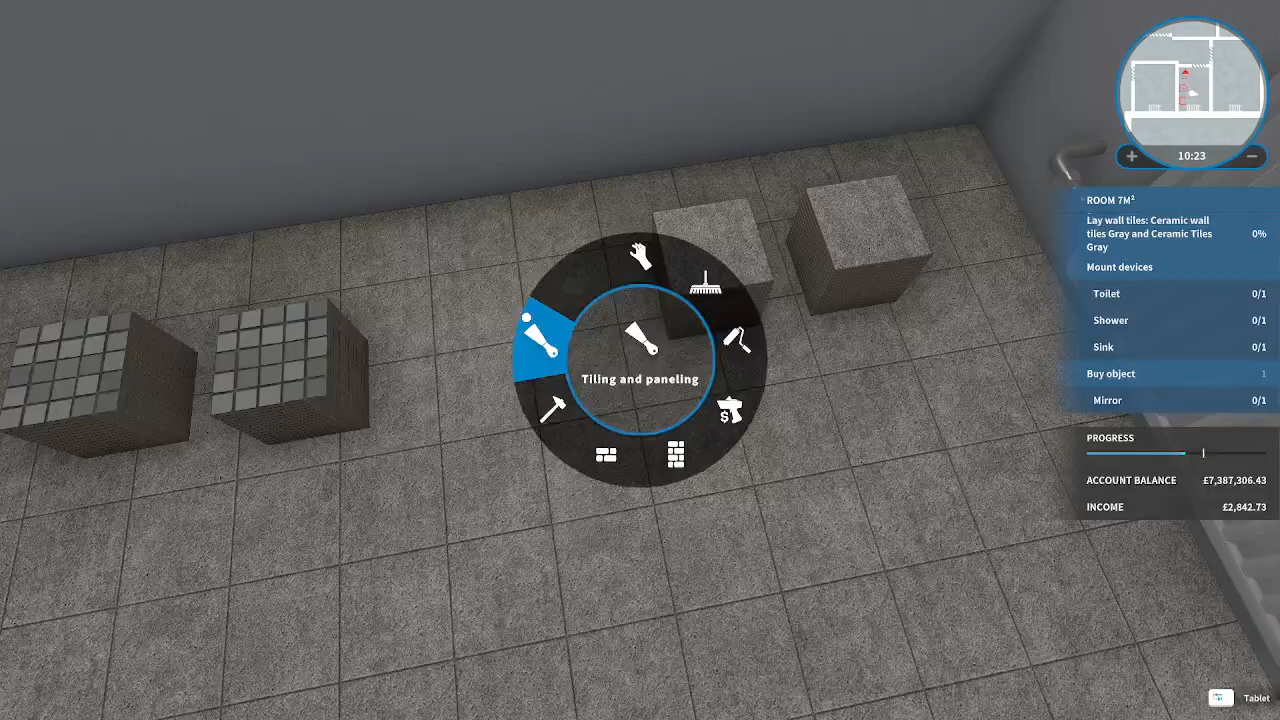 10:23
ROOM 7M²
Lay wall tiles: Ceramic wall
tiles Gray and Ceramic Tiles
Gray
0%
Mount devices
Toilet 0/1
Shower 0/1
Sink 0/1
Buy object 1
Mirror 0/1
PROGRESS
ACCOUNT BALANCE £7,387,306.43
INCOME £2,842.73
Tiling and paneling
$
Tablet